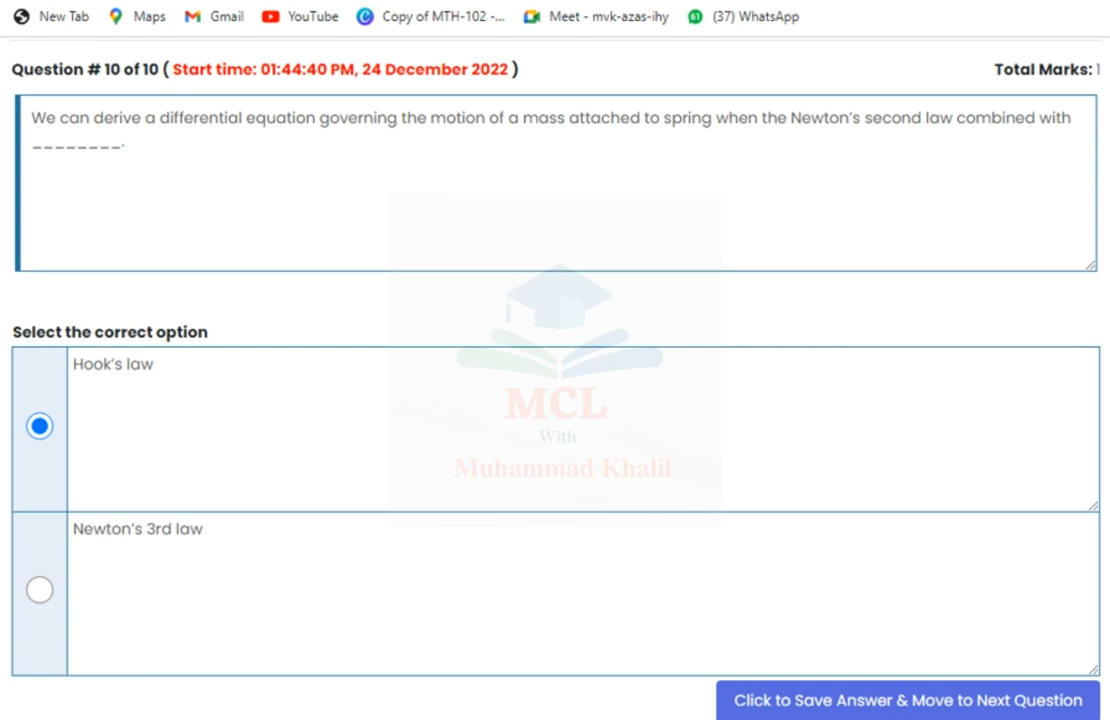 New Tab Maps Gmail YouTube Copy of MTH-102 -... Meet - mvk-azas-ihy (37) WhatsApp
Question # 10 of 10 ( Start time: 01:44:40 PM, 24 December 2022 ) Total Marks: 1
We can derive a differential equation governing the motion of a mass attached to spring when the Newton's second law combined with
________.
Select the correct option
Hook's law
MCL
With
Muhammad Khalil
Newton's 3rd law
Click to Save Answer & Move to Next Question